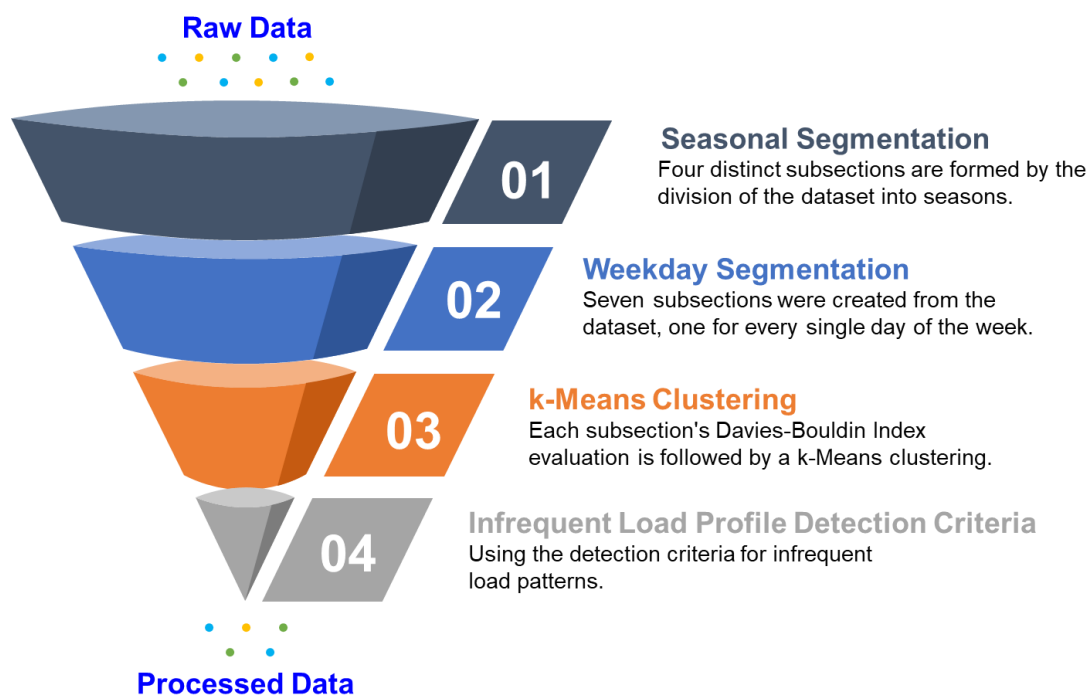 Raw Data
01
Seasonal Segmentation
Four distinct subsections are formed by the
division of the dataset into seasons.
02
Weekday Segmentation
Seven subsections were created from the
dataset, one for every single day of the week.
03
k-Means Clustering
Each subsection's Davies-Bouldin Index
evaluation is followed by a k-Means clustering.
04
Infrequent Load Profile Detection Criteria
Using the detection criteria for infrequent
load patterns.
Processed Data